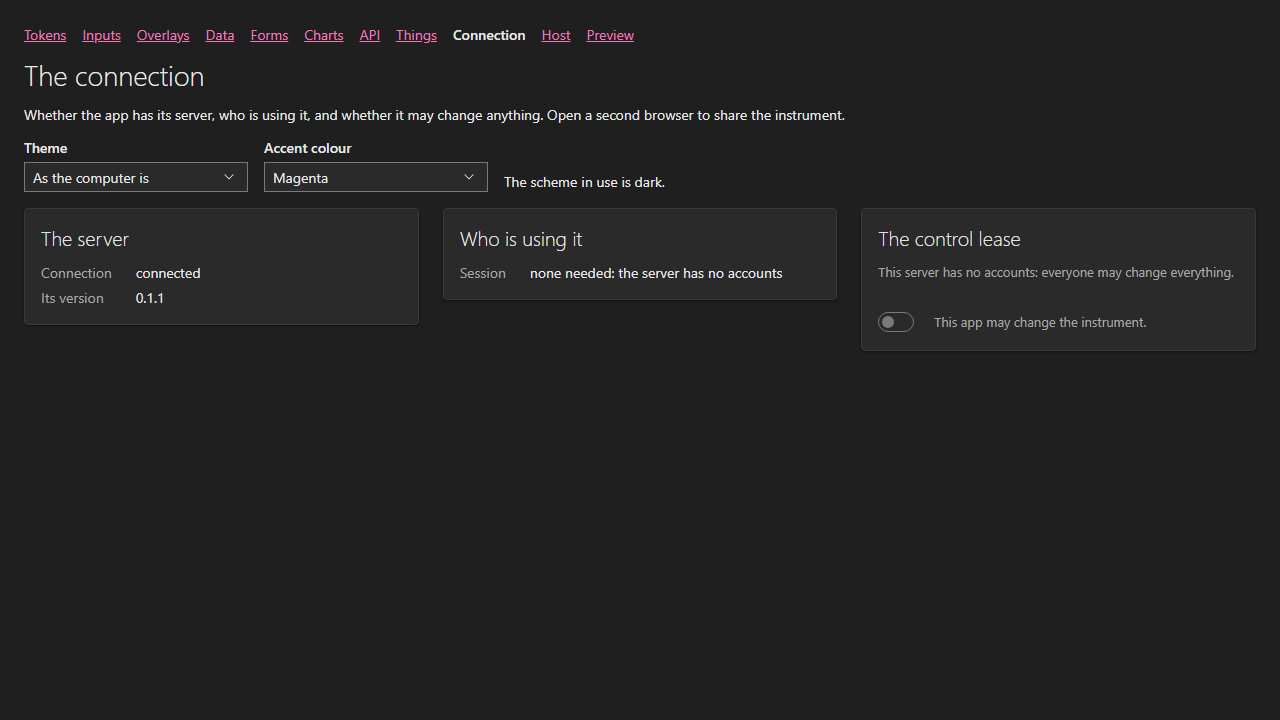 Tokens Inputs Overlays Data Forms Charts API Things Connection Host Preview
The connection
Whether the app has its server, who is using it, and whether it may change anything. Open a second browser to share the instrument.
Theme Accent colour
As the computer is Magenta The scheme in use is dark.
The server
Connection connected
Its version 0.1.1
Who is using it
Session none needed: the server has no accounts
The control lease
This server has no accounts: everyone may change everything.
This app may change the instrument.